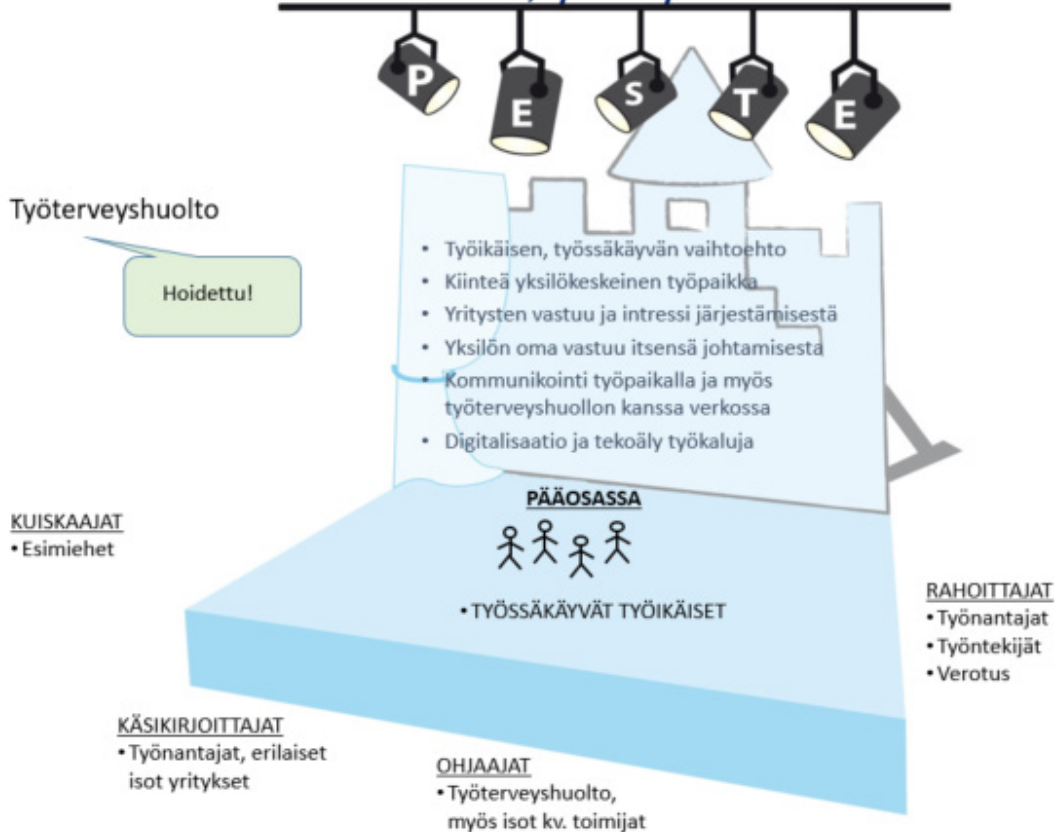 P E S T E
Työterveyshuolto
Hoidettu!
• Työikäisen, työssäkäyvän vaihtoehto
• Kiinteä yksilökeskeinen työpaikka
• Yritysten vastuu ja intressi järjestämisestä
• Yksilön oma vastuu itsensä johtamisesta
• Kommunikointi työpaikalla ja myös
työterveyshuollon kanssa verkossa
• Digitalisaatio ja tekoäly työkaluja
PÄÄOSASSA
• TYÖSSÄKÄYVÄT TYÖIKÄISET
KUISKAAJAT
• Esimiehet
RAHOITTAJAT
• Työnantajat
• Työntekijät
• Verotus
KÄSIKIRJOITTAJAT
• Työnantajat, erilaiset
isot yritykset
OHJAAJAT
• Työterveyshuolto,
myös isot kv. toimijat